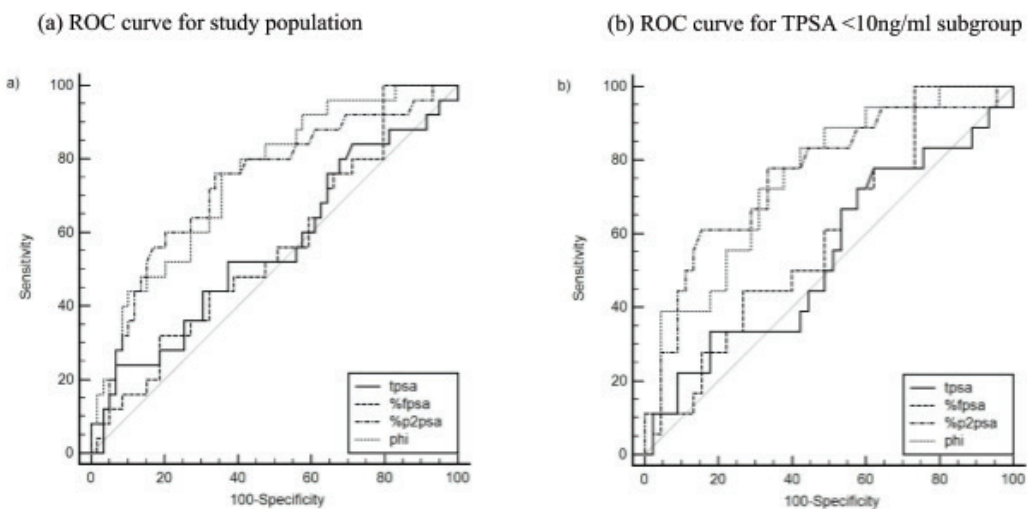 (a) ROC curve for study population
(b) ROC curve for TPSA <10ng/ml subgroup
a)
100
80
60
40
20
0
Sensitivity
0 20 40 60 80 100
100-Specificity
tpsa
%fpsa
%p2psa
phi
b)
100
80
60
40
20
0
Sensitivity
0 20 40 60 80 100
100-Specificity
tpsa
%fpsa
%p2psa
phi